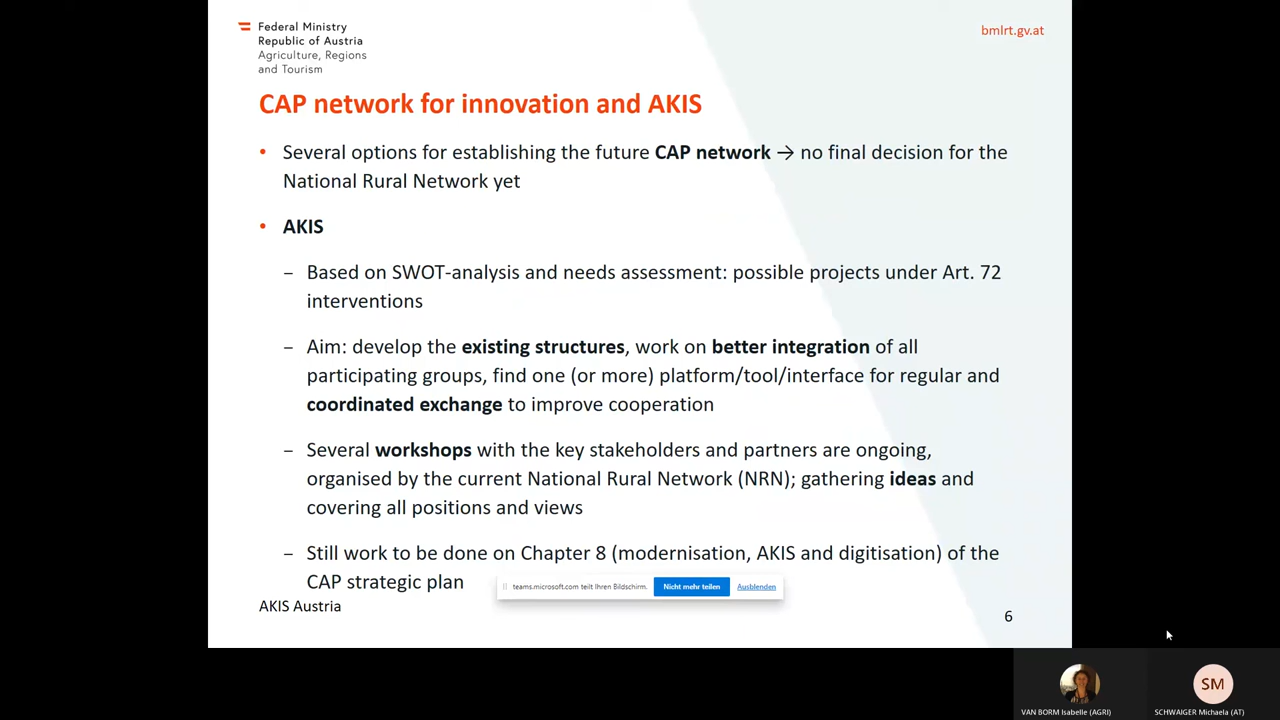 Federal Ministry
Republic of Austria
Agriculture, Regions
and Tourism
bmlrt.gv.at
CAP network for innovation and AKIS
• Several options for establishing the future CAP network → no final decision for the
National Rural Network yet
• AKIS
– Based on SWOT-analysis and needs assessment: possible projects under Art. 72
interventions
– Aim: develop the existing structures, work on better integration of all
participating groups, find one (or more) platform/tool/interface for regular and
coordinated exchange to improve cooperation
– Several workshops with the key stakeholders and partners are ongoing,
organised by the current National Rural Network (NRN); gathering ideas and
covering all positions and views
– Still work to be done on Chapter 8 (modernisation, AKIS and digitisation) of the
CAP strategic plan
teams.microsoft.com teilt Ihren Bildschirm. Nicht mehr teilen Ausblenden
AKIS Austria
6
SM
VAN BORM Isabelle (AGRI)
SCHWAIGER Michaela (AT)